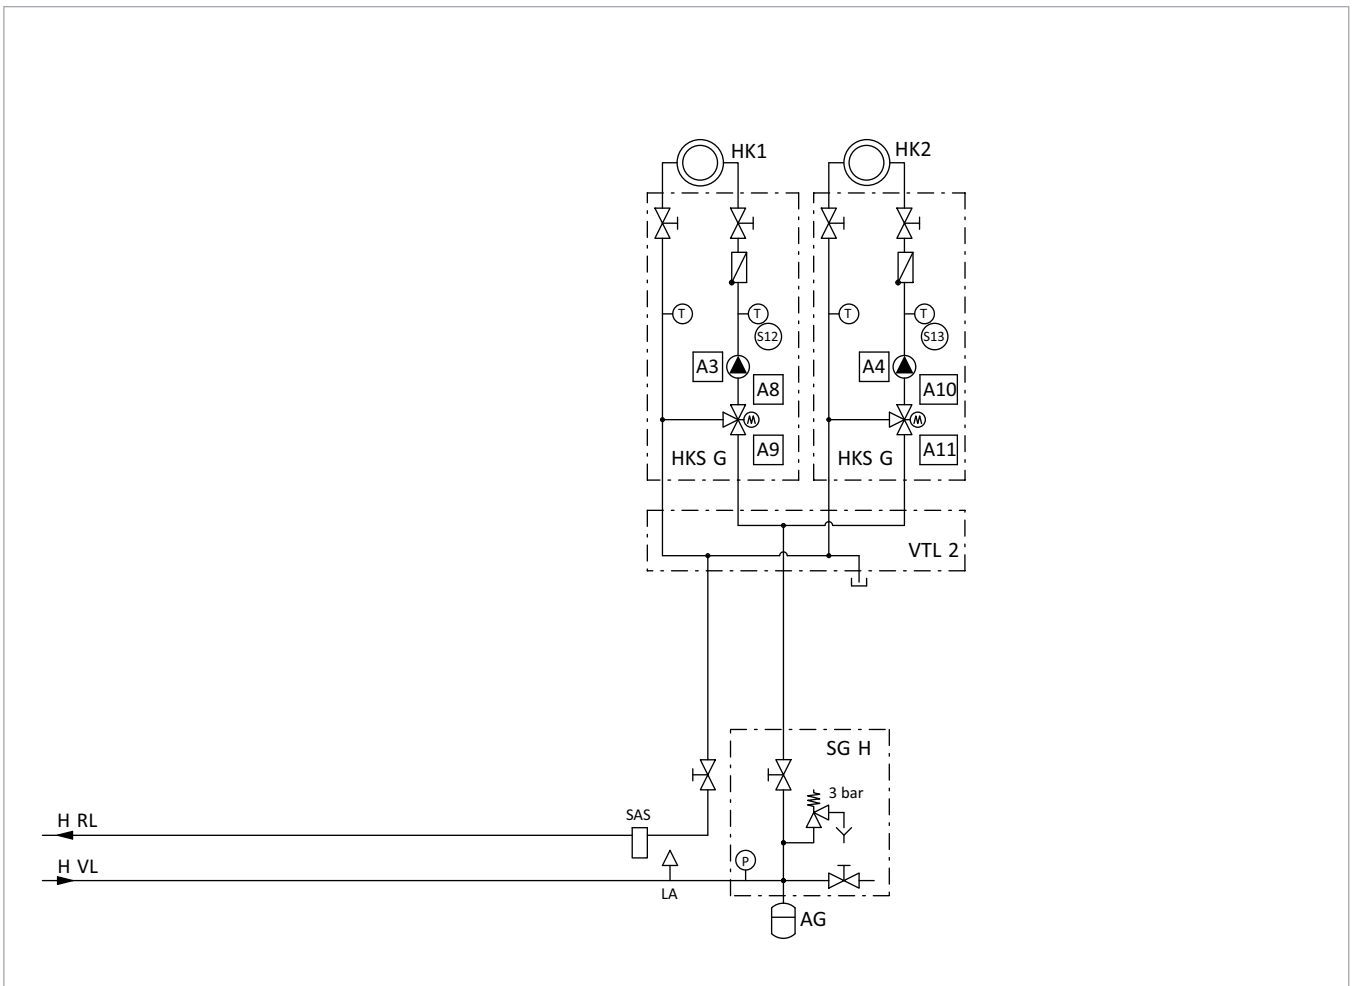 HK1
HK2
T
T
S12
T
T
S13
A3
A8
A4
A10
M
M
HKS G
A9
HKS G
A11
VTL 2
SG H
3 bar
H RL
SAS
H VL
P
LA
AG